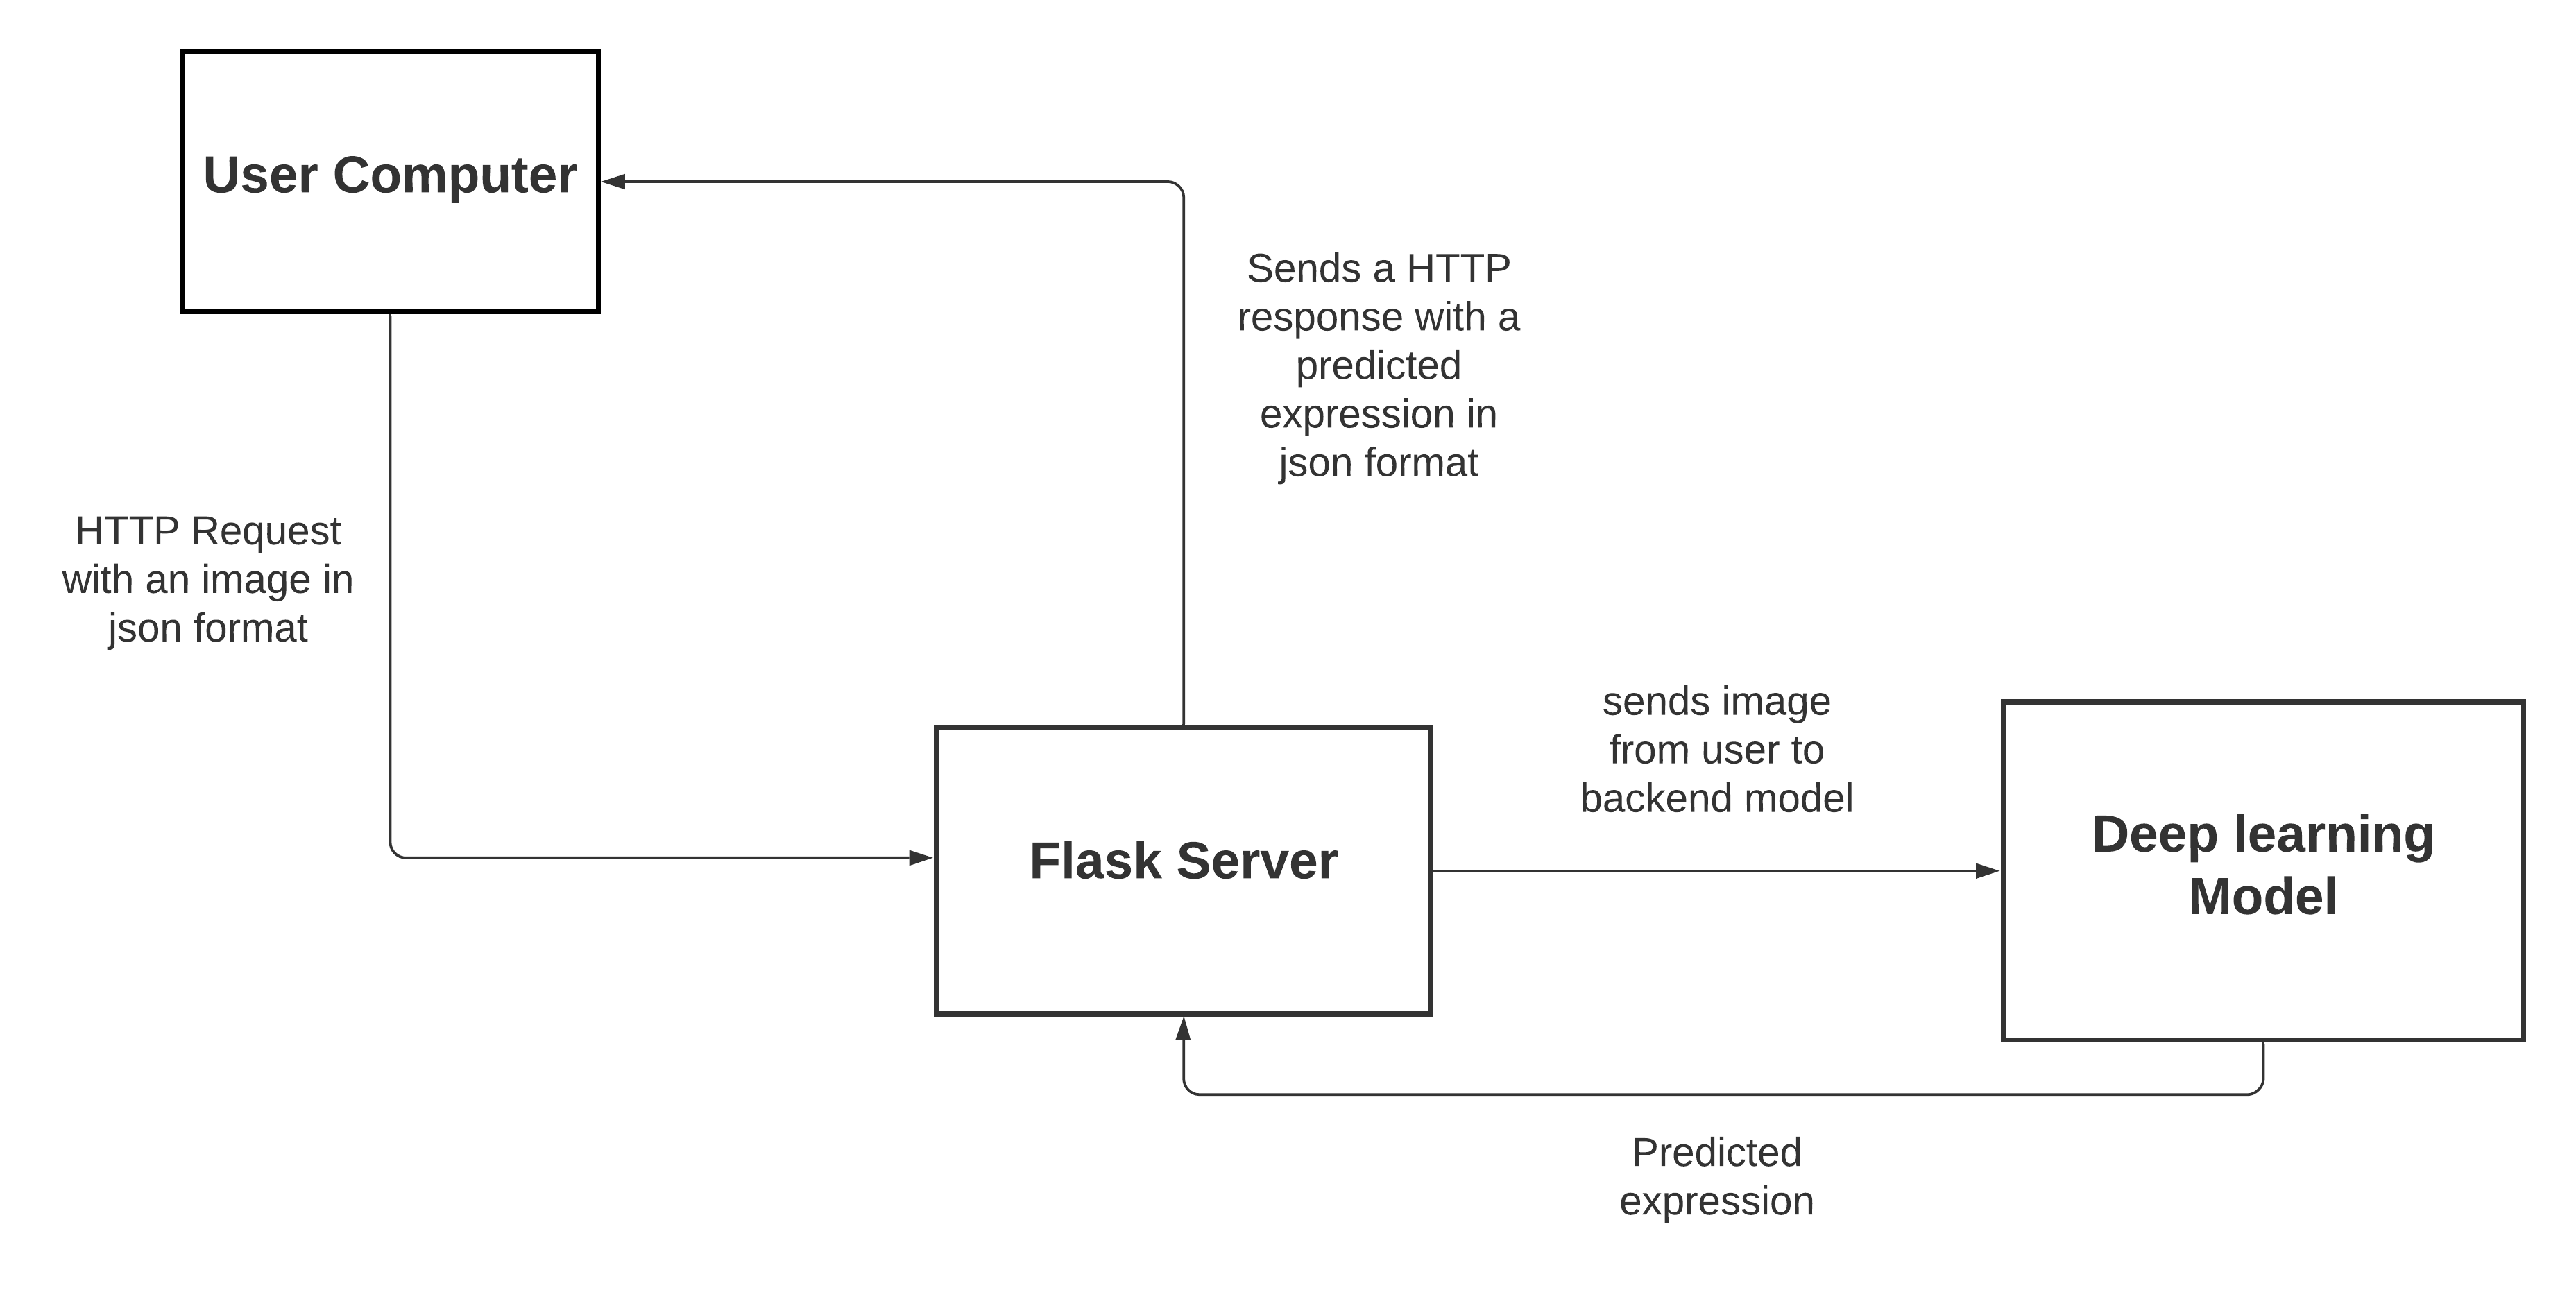 User Computer
Sends a HTTP
response with a
predicted
expression in
json format
HTTP Request
with an image in
json format
sends image
from user to
backend model
Flask Server
Deep learning
Model
Predicted
expression